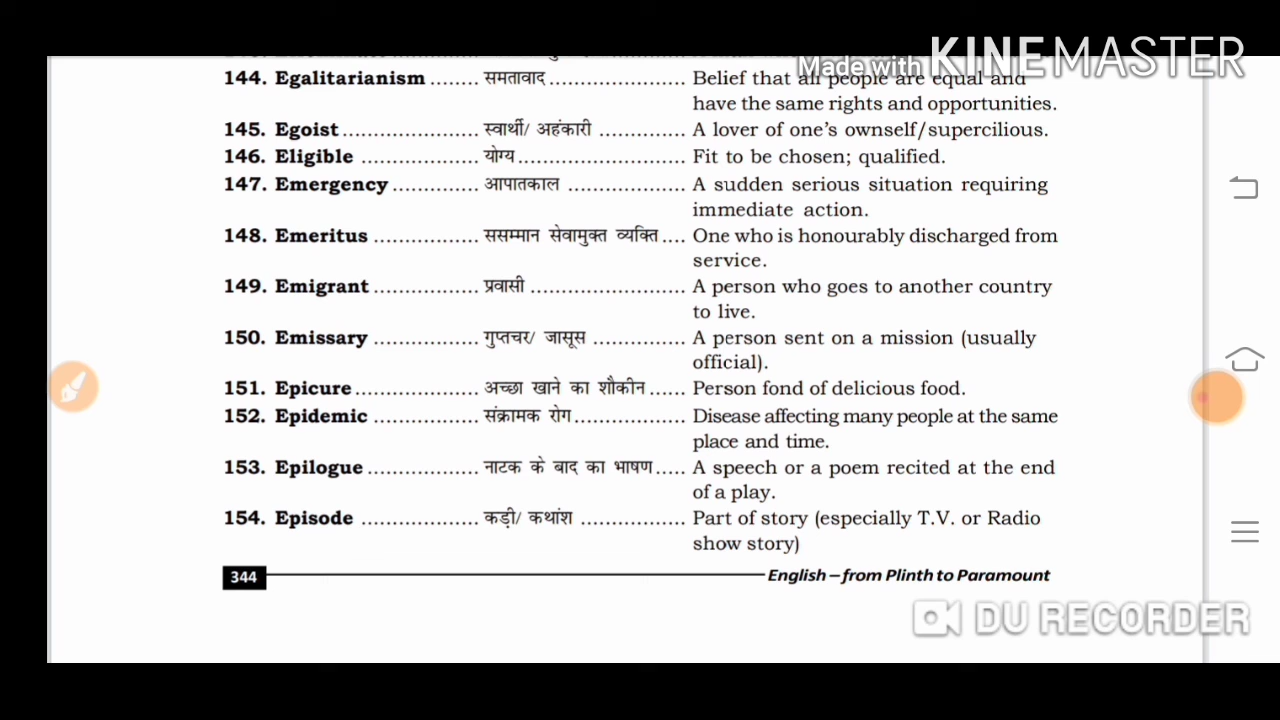 Made with KINEMASTER
144. Egalitarianism ....... समतावाद ...................... Belief that all people are equal and
have the same rights and opportunities.
145. Egoist ...................... स्वार्थी/ अहंकारी .............. A lover of one's ownself/supercilious.
146. Eligible ................... योग्य ........................... Fit to be chosen; qualified.
147. Emergency .............. आपातकाल ................... A sudden serious situation requiring
immediate action.
148. Emeritus ................. ससम्मान सेवामुक्त व्यक्ति .... One who is honourably discharged from
service.
149. Emigrant ................. प्रवासी ......................... A person who goes to another country
to live.
150. Emissary ................. गुप्तचर/ जासूस ............... A person sent on a mission (usually
official).
151. Epicure .................... अच्छा खाने का शौकीन ...... Person fond of delicious food.
152. Epidemic ................. संक्रामक रोग .................. Disease affecting many people at the same
place and time.
153. Epilogue .................. नाटक के बाद का भाषण ..... A speech or a poem recited at the end
of a play.
154. Episode ................... कड़ी/ कथांश ................. Part of story (especially T.V. or Radio
show story)
344 English – from Plinth to Paramount
DU RECORDER